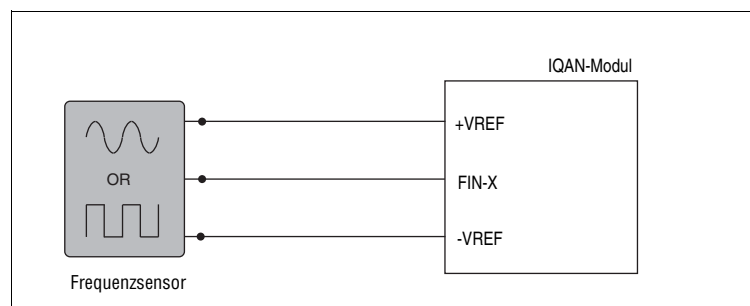 IQAN-Modul
+VREF
OR
FIN-X
-VREF
Frequenzsensor